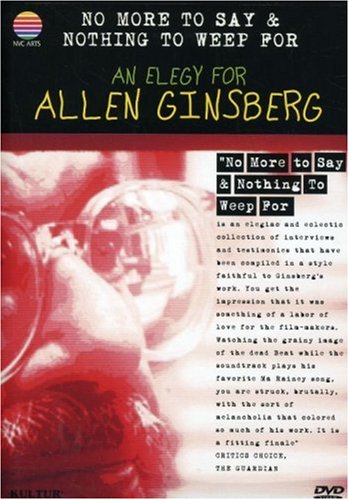 NVC ARTS
NO MORE TO SAY &
NOTHING TO WEEP FOR
AN ELEGY FOR
ALLEN GINSBERG
"No More to Say
& Nothing To
Weep For
is an elegiac and eclectic
collection of interviews
and testimonies that have
been compiled in a style
faithful to Ginsberg's
work. You get the
impression that it was
something of a labor of
love for the film-makers.
Watching the grainy image
of the dead Beat while the
soundtrack plays his
favorite Ma Rainey song,
you are struck, brutally,
with the sort of
melancholia that colored
so much of his work. It is
a fitting finale"
CRITICS CHOICE,
THE GUARDIAN
KULTUR
DVD
VIDEO